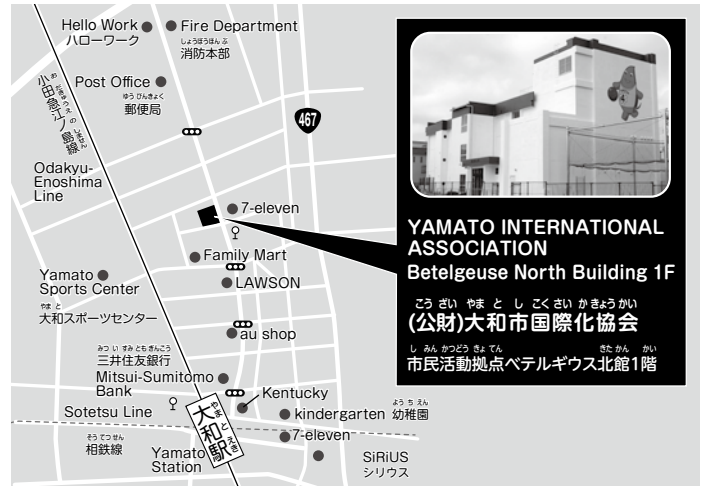 Hello Work
ハローワーク
Fire Department
しょうぼうほんぶ
消防本部
Post Office
ゆうびんきょく
郵便局
おだきゅうえのしません
小田急江ノ島線
467
Odakyu-
Enoshima
Line
7-eleven
Family Mart
LAWSON
Yamato
Sports Center
やまと
大和スポーツセンター
au shop
みついすみともぎんこう
三井住友銀行
Mitsui-Sumitomo
Bank
Kentucky
Sotetsu Line
そうてつせん
相鉄線
ようちえん
kindergarten 幼稚園
7-eleven
やまとえき
大和駅
Yamato
Station
SiRiUS
シリウス
4
YAMATO INTERNATIONAL
ASSOCIATION
Betelgeuse North Building 1F
こうざい やまとしこくさいかきょうかい
(公財)大和市国際化協会
しみんかつどうきょてん きたかん かい
市民活動拠点ベテルギウス北館1階